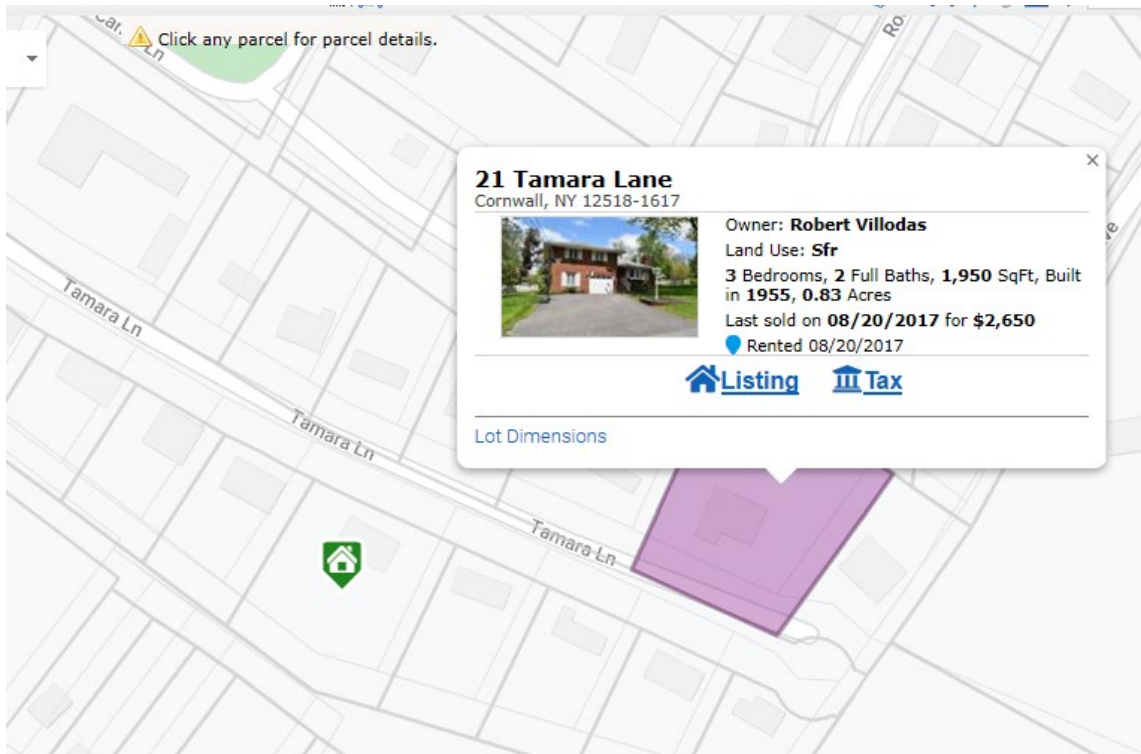 Click any parcel for parcel details.
Ln
21 Tamara Lane
Cornwall, NY 12518-1617
Owner: Robert Villodas
Land Use: Sfr
3 Bedrooms, 2 Full Baths, 1,950 SqFt, Built
in 1955, 0.83 Acres
Last sold on 08/20/2017 for $2,650
Rented 08/20/2017
Listing Tax
Lot Dimensions
Tamara Ln
Tamara Ln
Tamara Ln